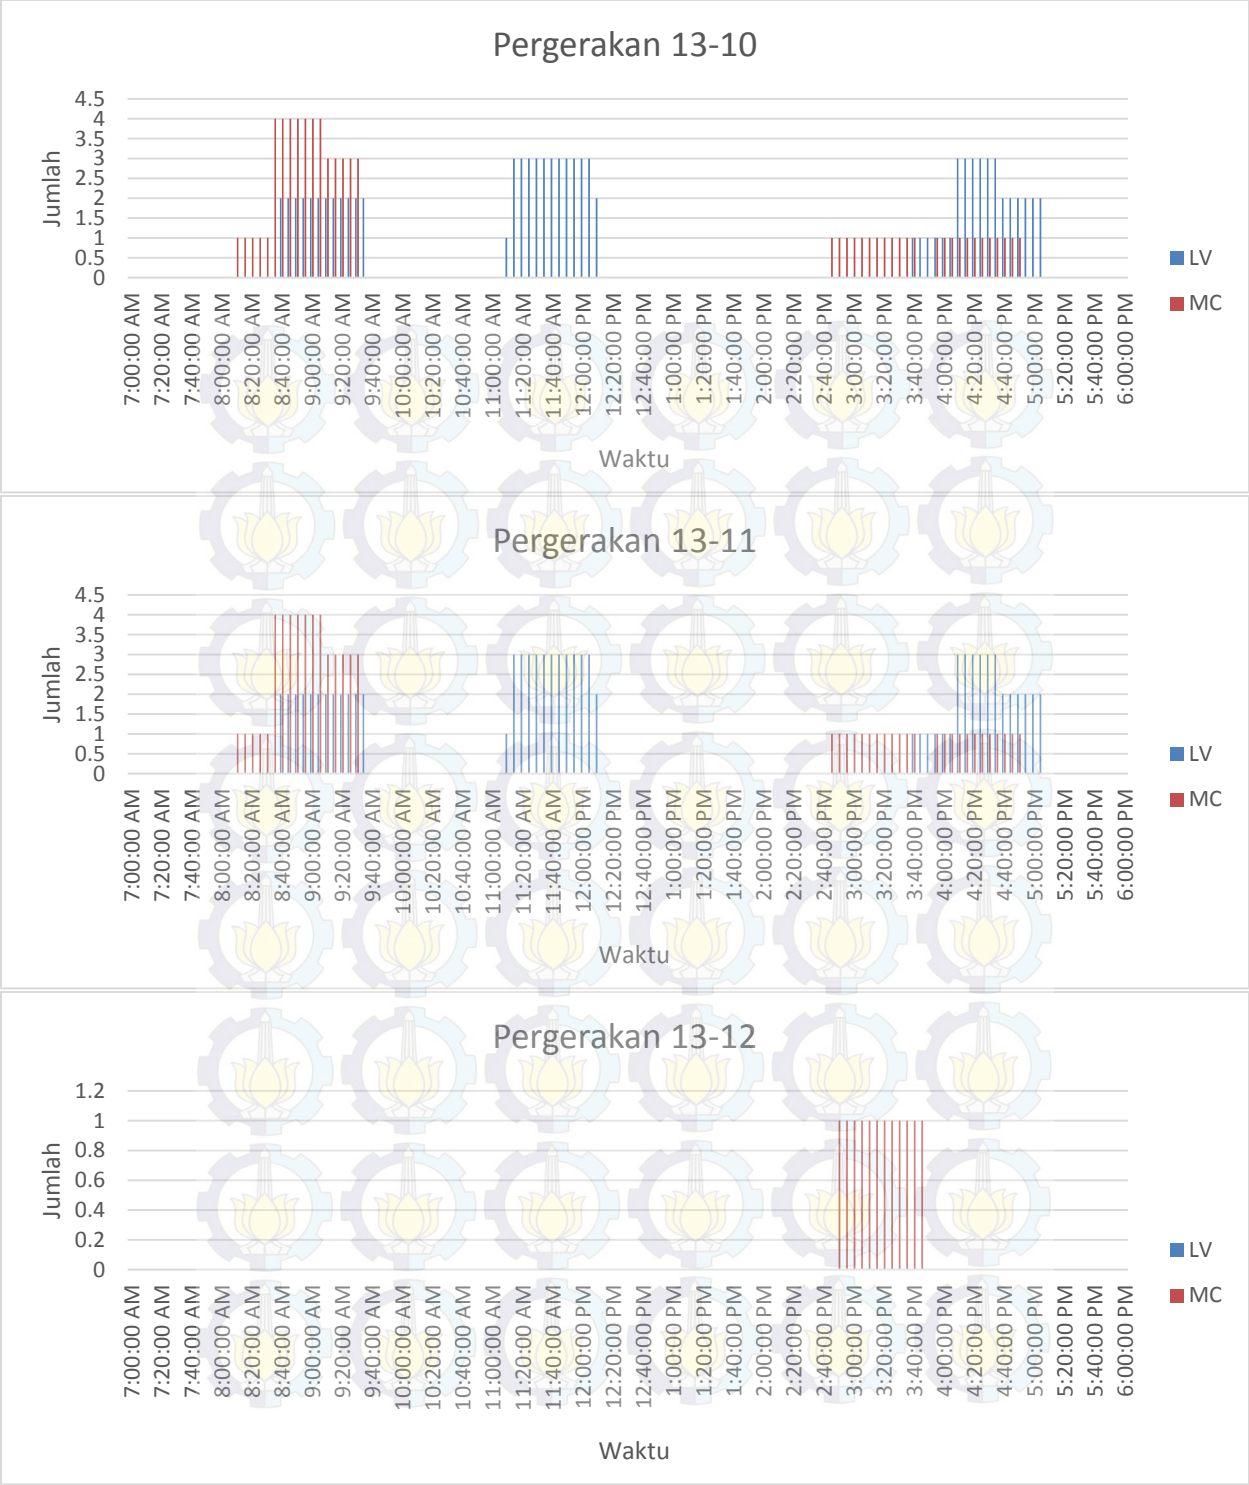 Pergerakan 13-10
4.5
4
3.5
3
2.5
2
1.5
1
0.5
0
Jumlah
7:00:00 AM
7:20:00 AM
7:40:00 AM
8:00:00 AM
8:20:00 AM
8:40:00 AM
9:00:00 AM
9:20:00 AM
9:40:00 AM
10:00:00 AM
10:20:00 AM
10:40:00 AM
11:00:00 AM
11:20:00 AM
11:40:00 AM
12:00:00 PM
12:20:00 PM
12:40:00 PM
1:00:00 PM
1:20:00 PM
1:40:00 PM
2:00:00 PM
2:20:00 PM
2:40:00 PM
3:00:00 PM
3:20:00 PM
3:40:00 PM
4:00:00 PM
4:20:00 PM
4:40:00 PM
5:00:00 PM
5:20:00 PM
5:40:00 PM
6:00:00 PM
Waktu
LV
MC
Pergerakan 13-11
4.5
4
3.5
3
2.5
2
1.5
1
0.5
0
Jumlah
7:00:00 AM
7:20:00 AM
7:40:00 AM
8:00:00 AM
8:20:00 AM
8:40:00 AM
9:00:00 AM
9:20:00 AM
9:40:00 AM
10:00:00 AM
10:20:00 AM
10:40:00 AM
11:00:00 AM
11:20:00 AM
11:40:00 AM
12:00:00 PM
12:20:00 PM
12:40:00 PM
1:00:00 PM
1:20:00 PM
1:40:00 PM
2:00:00 PM
2:20:00 PM
2:40:00 PM
3:00:00 PM
3:20:00 PM
3:40:00 PM
4:00:00 PM
4:20:00 PM
4:40:00 PM
5:00:00 PM
5:20:00 PM
5:40:00 PM
6:00:00 PM
Waktu
LV
MC
Pergerakan 13-12
1.2
1
0.8
0.6
0.4
0.2
0
Jumlah
7:00:00 AM
7:20:00 AM
7:40:00 AM
8:00:00 AM
8:20:00 AM
8:40:00 AM
9:00:00 AM
9:20:00 AM
9:40:00 AM
10:00:00 AM
10:20:00 AM
10:40:00 AM
11:00:00 AM
11:20:00 AM
11:40:00 AM
12:00:00 PM
12:20:00 PM
12:40:00 PM
1:00:00 PM
1:20:00 PM
1:40:00 PM
2:00:00 PM
2:20:00 PM
2:40:00 PM
3:00:00 PM
3:20:00 PM
3:40:00 PM
4:00:00 PM
4:20:00 PM
4:40:00 PM
5:00:00 PM
5:20:00 PM
5:40:00 PM
6:00:00 PM
Waktu
LV
MC